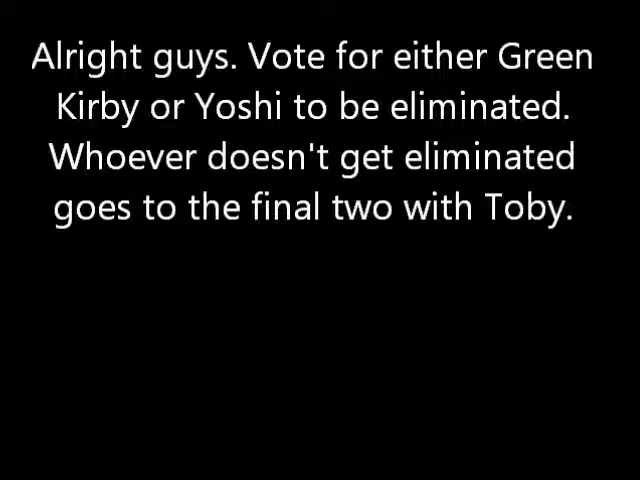 Alright guys. Vote for either Green
Kirby or Yoshi to be eliminated.
Whoever doesn't get eliminated
goes to the final two with Toby.